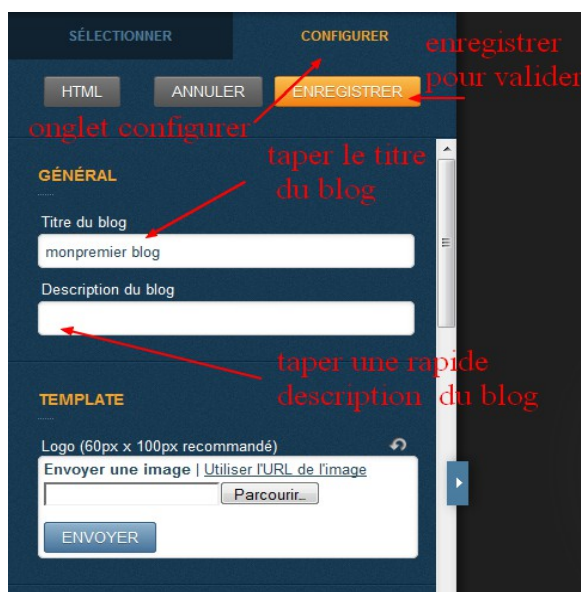 SÉLECTIONNER
CONFIGURER
enregistrer
pour valider
HTML
ANNULER
ENREGISTRER
onglet configurer
taper le titre
du blog
GÉNÉRAL
Titre du blog
monpremier blog
Description du blog
taper une rapide
description du blog
TEMPLATE
Logo (60px x 100px recommandé)
Envoyer une image | Utiliser l'URL de l'image
Parcourir...
ENVOYER